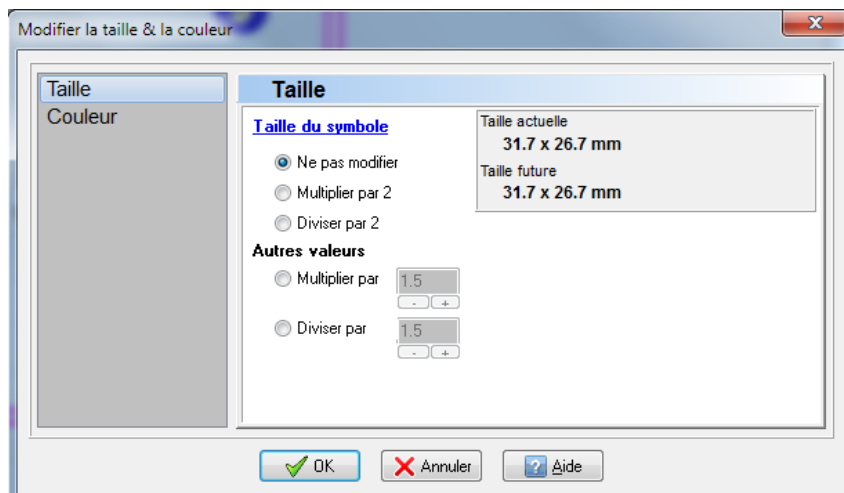 Modifier la taille & la couleur
Taille
Couleur
Taille
Taille du symbole
Ne pas modifier
Multiplier par 2
Diviser par 2
Autres valeurs
Multiplier par 1.5
- +
Diviser par 1.5
- +
Taille actuelle
31.7 x 26.7 mm
Taille future
31.7 x 26.7 mm
OK Annuler ? Aide